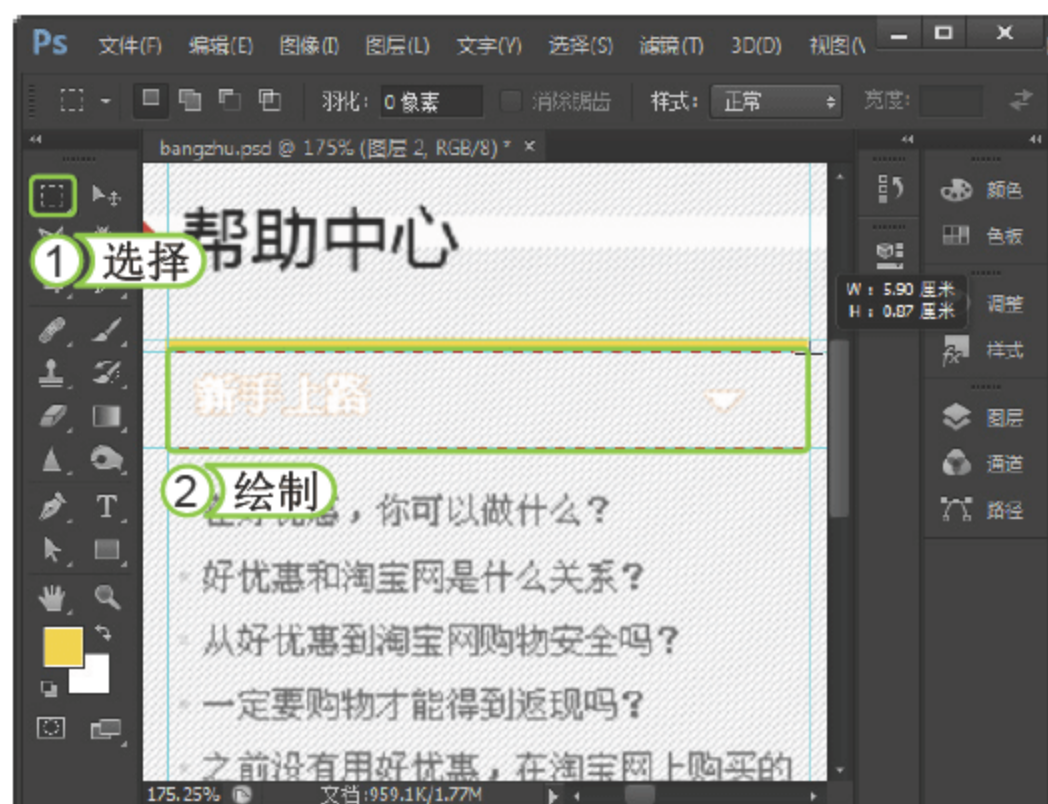 Ps 文件(F) 编辑(E) 图像(I) 图层(L) 文字(Y) 选择(S) 滤镜(T) 3D(D) 视图(V
羽化: 0 像素 消除锯齿 样式: 正常 宽度:
bangzhu.psd @ 175% (图层 2, RGB/8) * ×
帮助中心
① 选择
颜色
色板
W : 5.90 厘米
H : 0.87 厘米
调整
样式
新手上路
图层
通道
路径
② 绘制
优惠，你可以做什么？
好优惠和淘宝网是什么关系？
从好优惠到淘宝网购物安全吗？
一定要购物才能得到返现吗？
之前没有用好优惠，在淘宝网上购买的
175.25% 文档:959.1K/1.77M